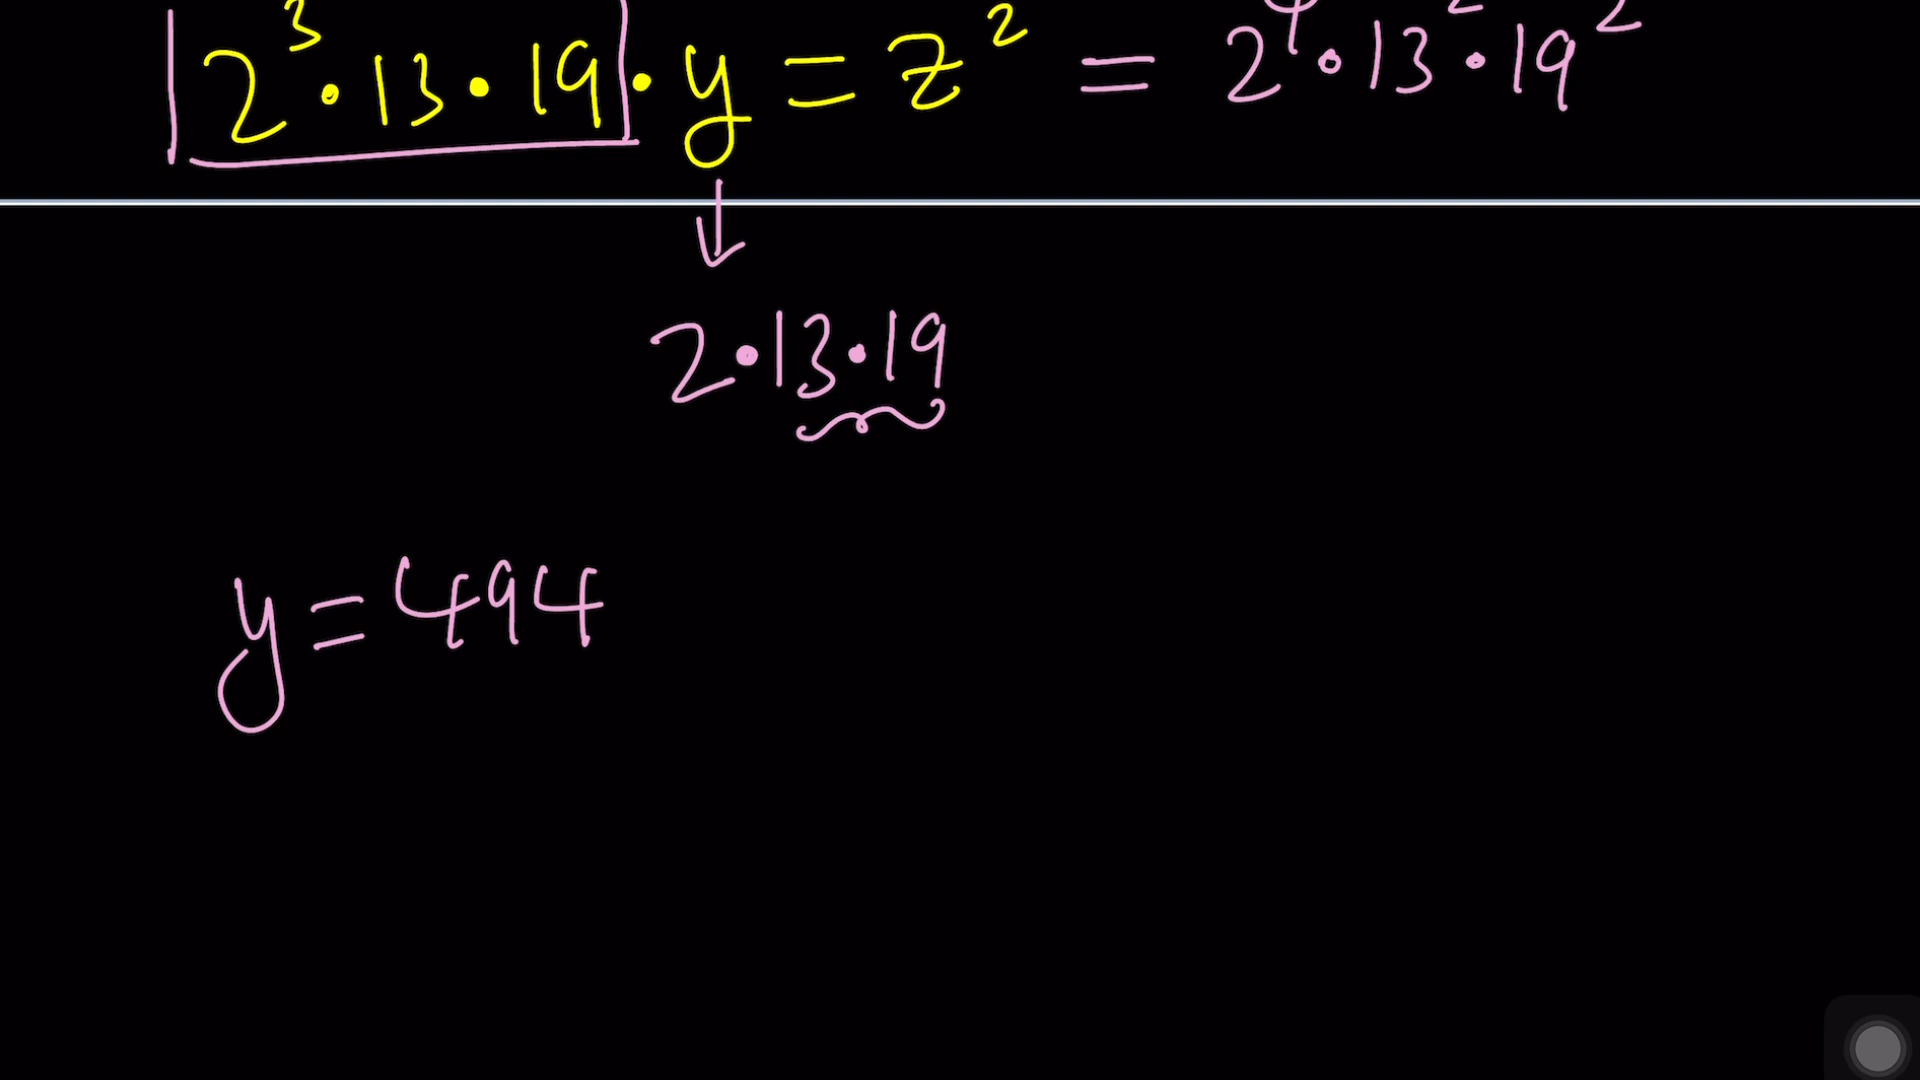 2³·13·19·y = z² = 2⁴·13²·19²
2·13·19
y = 494